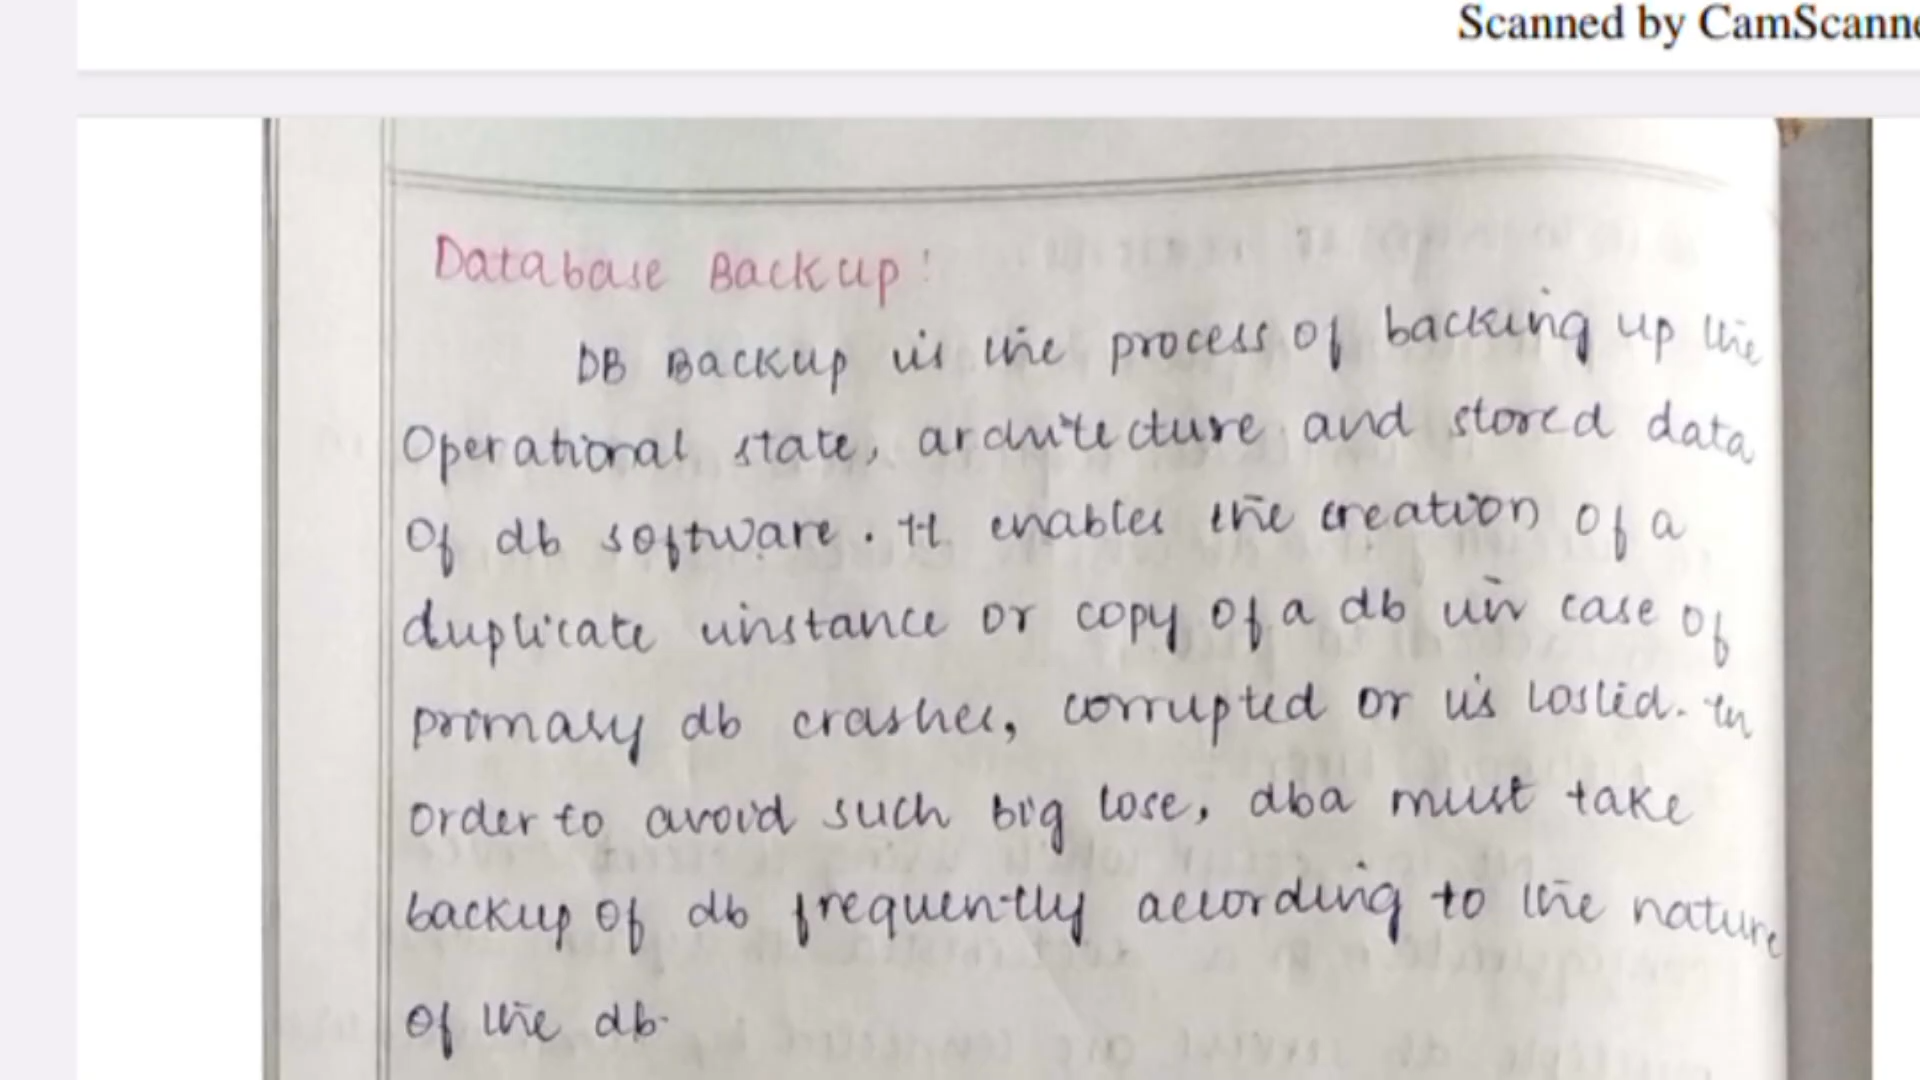 Scanned by CamScanne
Database Backup:
DB Backup is the process of backing up the
Operational state, architecture and stored data
Of db software. It enables the creation of a
duplicate instance or copy of a db in case of
primary db crashes, corrupted or is losted. In
order to avoid such big lose, dba must take
backup of db frequently according to the nature
of the db.